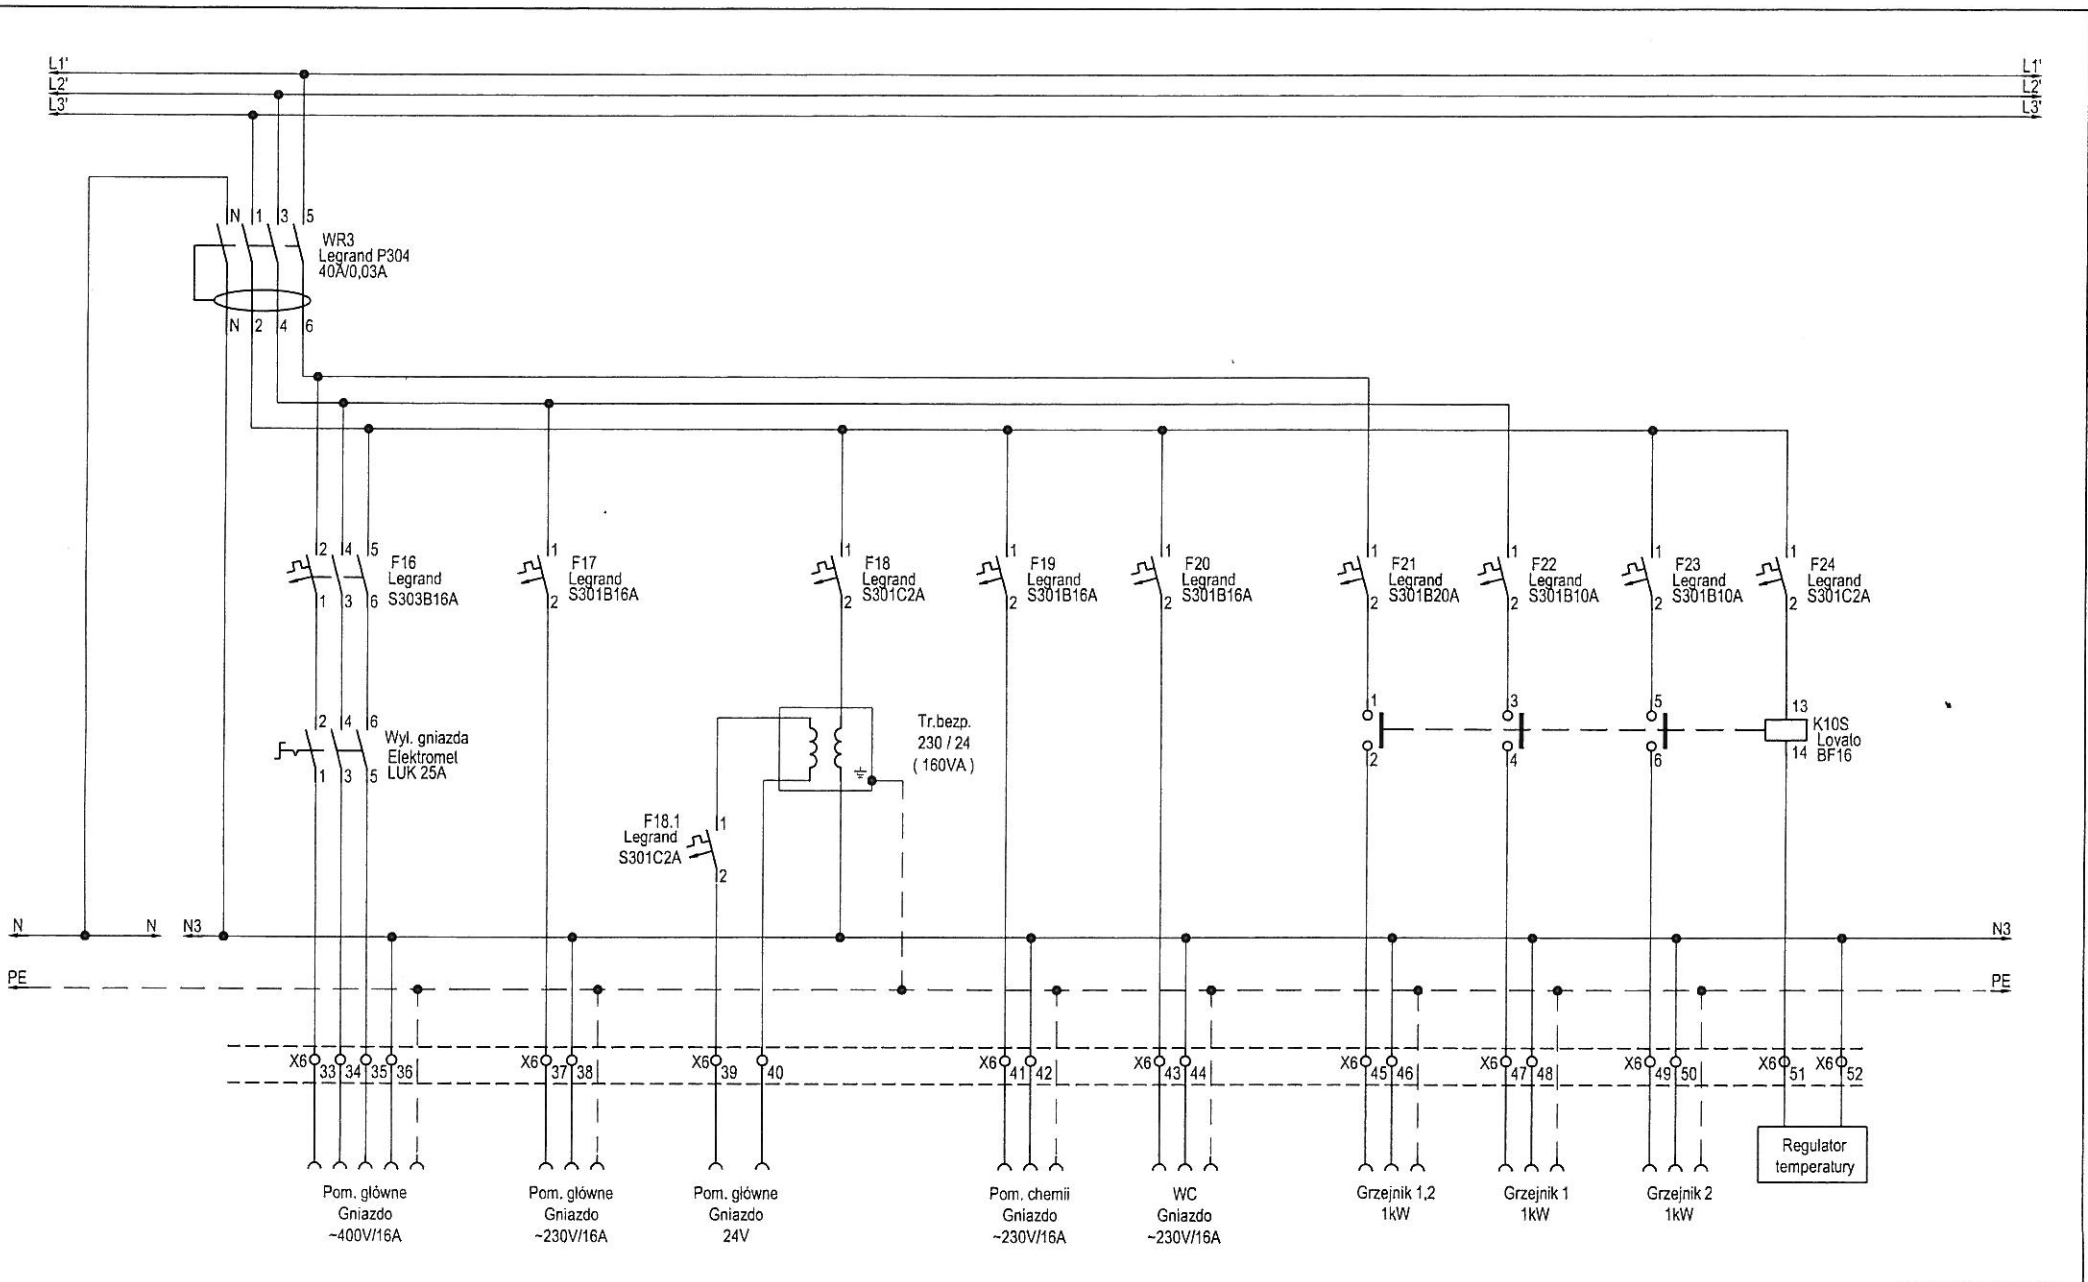 L1' L1'
L2' L2'
L3' L3'
N 1 3 5
WR3
Legrand P304
40A/0,03A
N 2 4 6
2 4 5
F16
Legrand
S303B16A
1 3 6
1
F17
Legrand
S301B16A
2
1
F18
Legrand
S301C2A
2
1
F19
Legrand
S301B16A
2
1
F20
Legrand
S301B16A
2
1
F21
Legrand
S301B20A
2
1
F22
Legrand
S301B10A
2
1
F23
Legrand
S301B10A
2
1
F24
Legrand
S301C2A
2
2 4 6
Wyl. gniazda
Elektromet
LUK 25A
1 3 5
Tr.bezp.
230 / 24
( 160VA )
1 3 5 13
K10S
Lovato
BF16
2 4 6 14
F18.1
Legrand
S301C2A
1
2
N N N3 N3
PE PE
X6 33 34 35 36
X6 37 38
X6 39 40
X6 41 42
X6 43 44
X6 45 46
X6 47 48
X6 49 50
X6 51
X6 52
Regulator
temperatury
Pom. główne
Gniazdo
~400V/16A
Pom. główne
Gniazdo
~230V/16A
Pom. główne
Gniazdo
24V
Pom. chemii
Gniazdo
~230V/16A
WC
Gniazdo
~230V/16A
Grzejnik 1,2
1kW
Grzejnik 1
1kW
Grzejnik 2
1kW